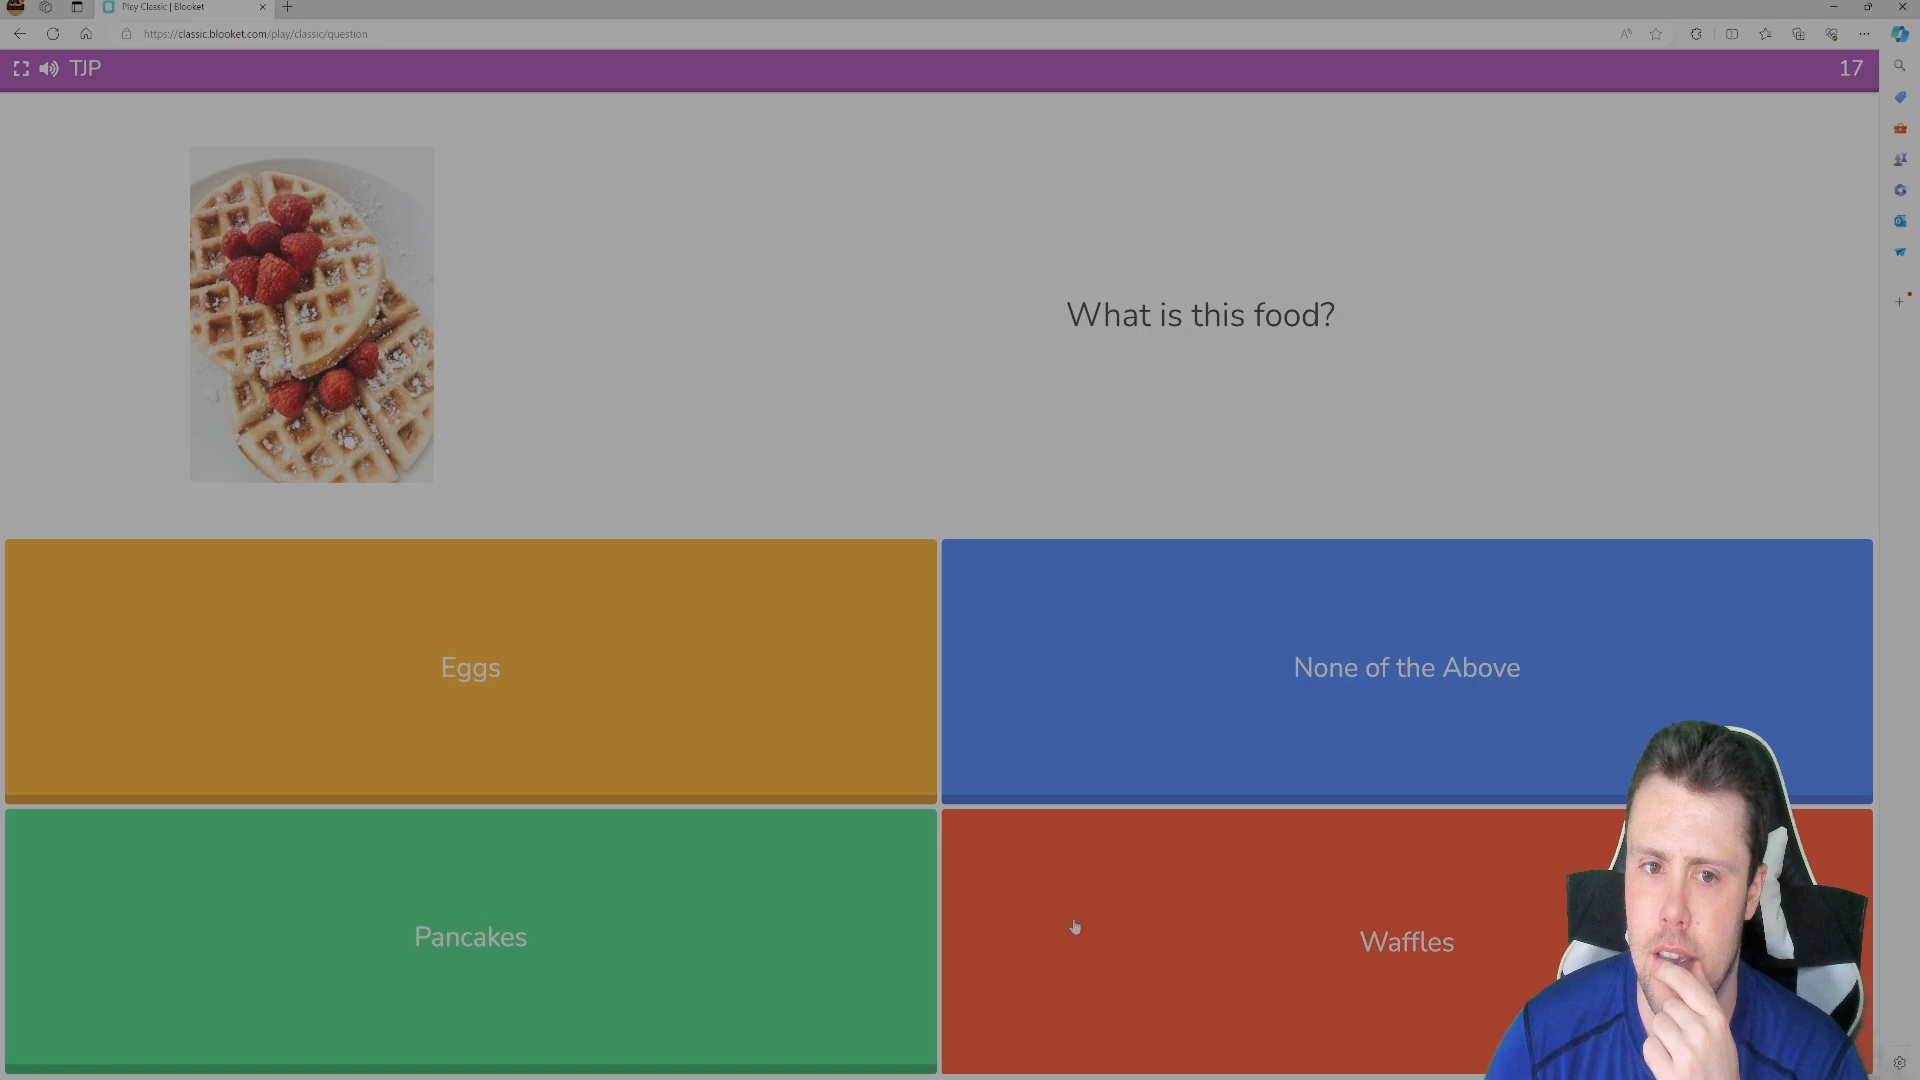 Play Classic | Blooket
https://classic.blooket.com/play/classic/question
TJP
17
What is this food?
Eggs
None of the Above
Pancakes
Waffles